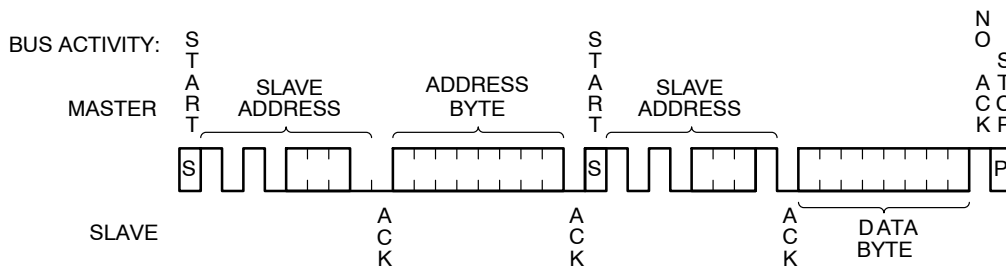 BUS ACTIVITY:
MASTER
START
SLAVE
ADDRESS
ADDRESS
BYTE
START
SLAVE
ADDRESS
NO ACK
STOP
S
S
P
SLAVE
ACK
ACK
ACK
DATA
BYTE